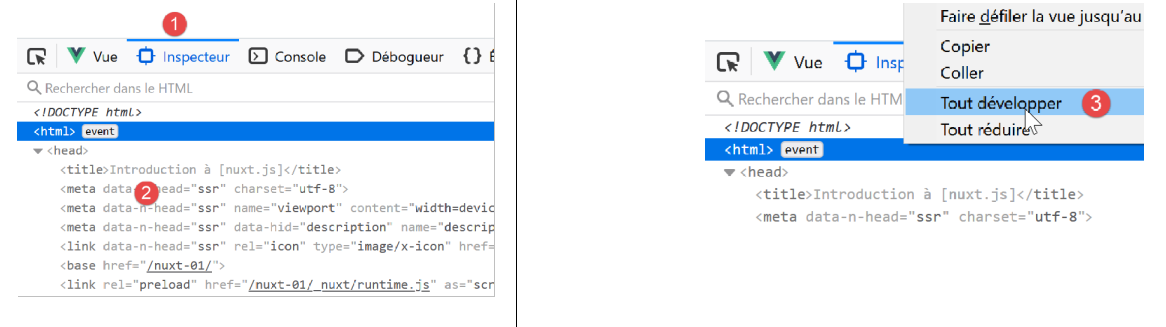 1
Vue Inspecteur Console Débogueur {}
Rechercher dans le HTML
<!DOCTYPE html>
<html> event
<head>
<title>Introduction à [nuxt.js]</title>
<meta data-n-head="ssr" charset="utf-8">
2
<meta data-n-head="ssr" name="viewport" content="width=devic
<meta data-n-head="ssr" data-hid="description" name="descrip
<link data-n-head="ssr" rel="icon" type="image/x-icon" href=
<base href="/nuxt-01/">
<link rel="preload" href="/nuxt-01/_nuxt/runtime.js" as="scr
Faire défiler la vue jusqu'au
Copier
Coller
Tout développer 3
Tout réduire
Vue Insp
Rechercher dans le HTM
<!DOCTYPE html>
<html> event
<head>
<title>Introduction à [nuxt.js]</title>
<meta data-n-head="ssr" charset="utf-8">